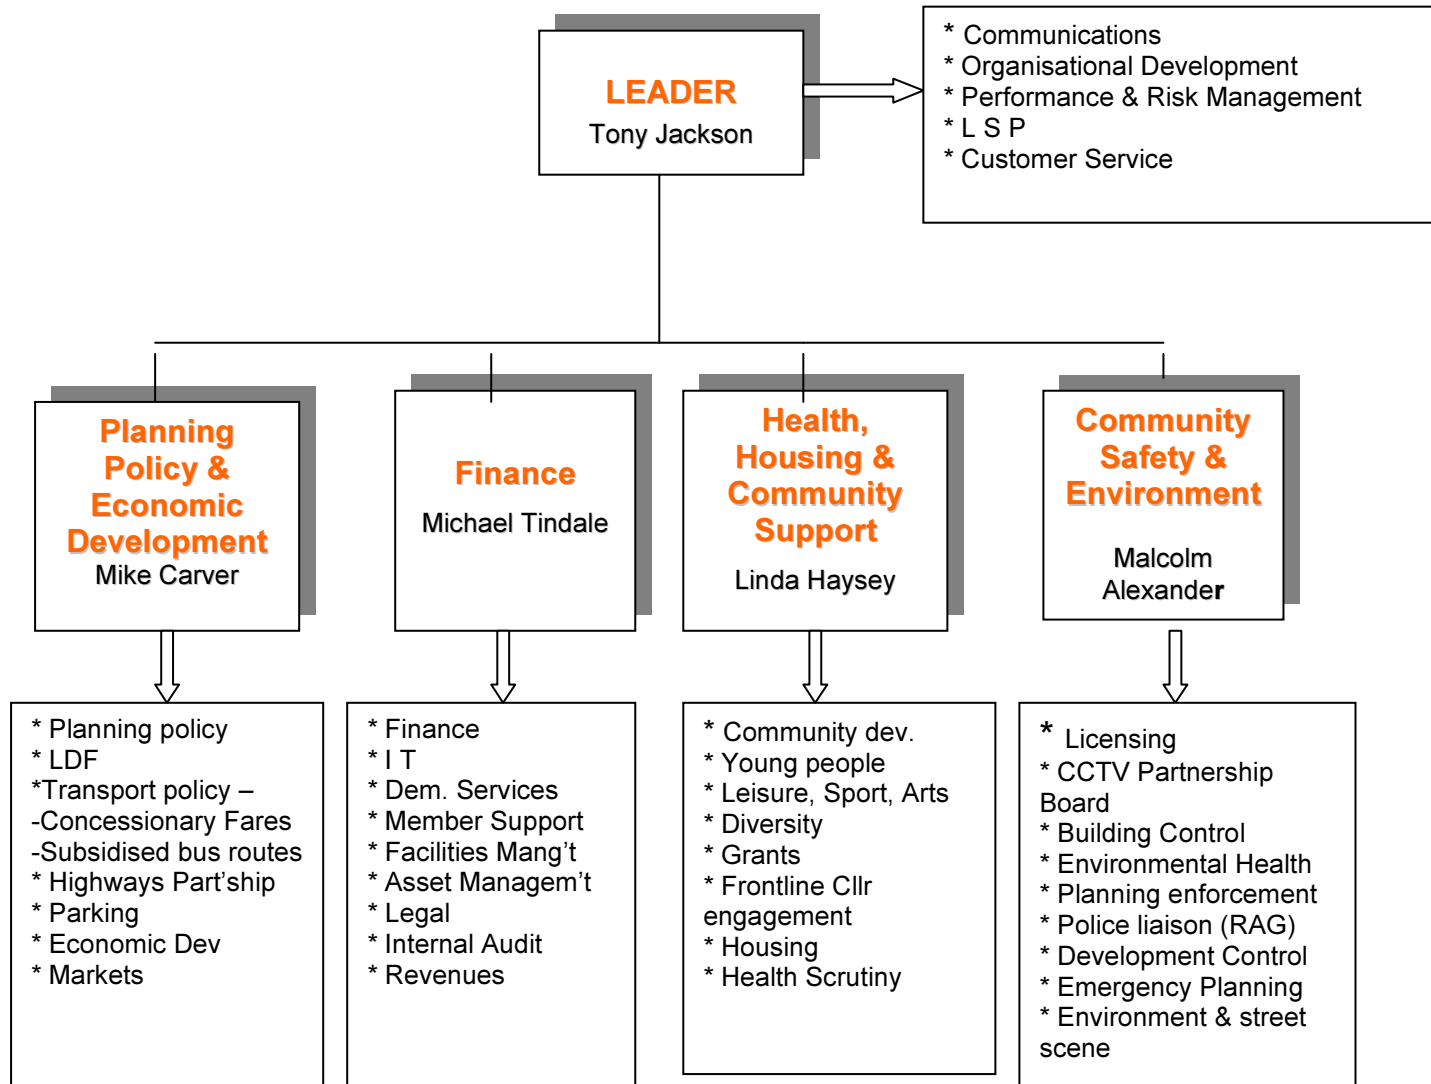 LEADER
Tony Jackson
* Communications
* Organisational Development
* Performance & Risk Management
* L S P
* Customer Service
Planning
Policy &
Economic
Development
Mike Carver
Finance
Michael Tindale
Health,
Housing &
Community
Support
Linda Haysey
Community
Safety &
Environment
Malcolm
Alexander
* Planning policy
* LDF
*Transport policy –
-Concessionary Fares
-Subsidised bus routes
* Highways Part’ship
* Parking
* Economic Dev
* Markets
* Finance
* I T
* Dem. Services
* Member Support
* Facilities Mang’t
* Asset Managem’t
* Legal
* Internal Audit
* Revenues
* Community dev.
* Young people
* Leisure, Sport, Arts
* Diversity
* Grants
* Frontline Cllr
engagement
* Housing
* Health Scrutiny
* Licensing
* CCTV Partnership
Board
* Building Control
* Environmental Health
* Planning enforcement
* Police liaison (RAG)
* Development Control
* Emergency Planning
* Environment & street
scene